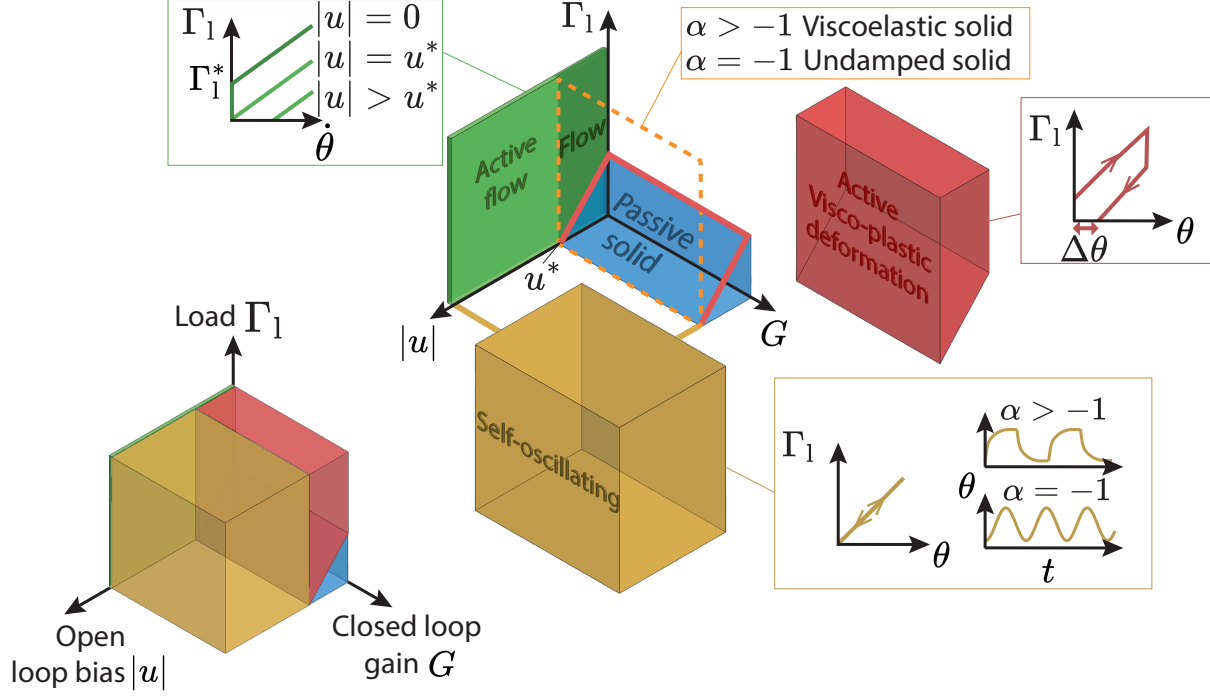 Γₗ
|u| = 0
|u| = u*
|u| > u*
Γₗ*
θ̇
Γₗ
α > −1 Viscoelastic solid
α = −1 Undamped solid
Active
flow
Flow
Passive
solid
u*
|u|
G
Active
Visco-plastic
deformation
Γₗ
θ
Δθ
Load Γₗ
Open
loop bias |u|
Closed loop
gain G
Self-oscillating
Γₗ
θ
α > −1
θ
α = −1
t